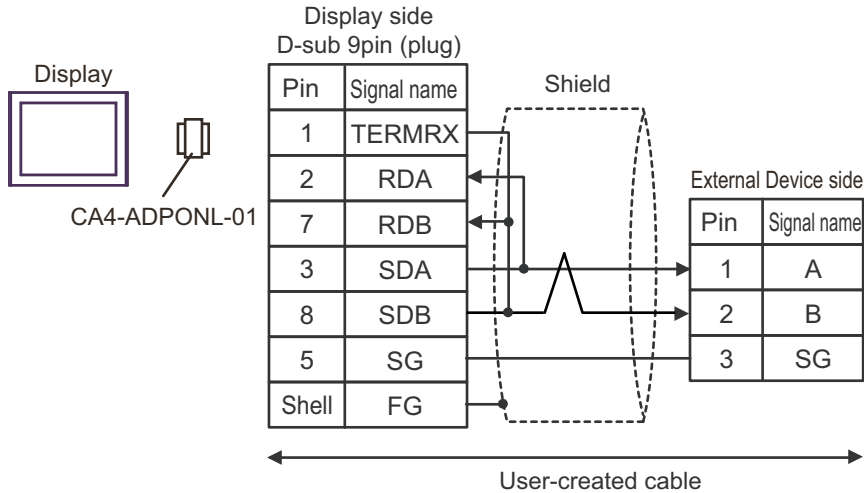 Display side
D-sub 9pin (plug)
Display
CA4-ADPONL-01
Shield
Pin Signal name
1 TERMRX
2 RDA
7 RDB
3 SDA
8 SDB
5 SG
Shell FG
External Device side
Pin Signal name
1 A
2 B
3 SG
User-created cable